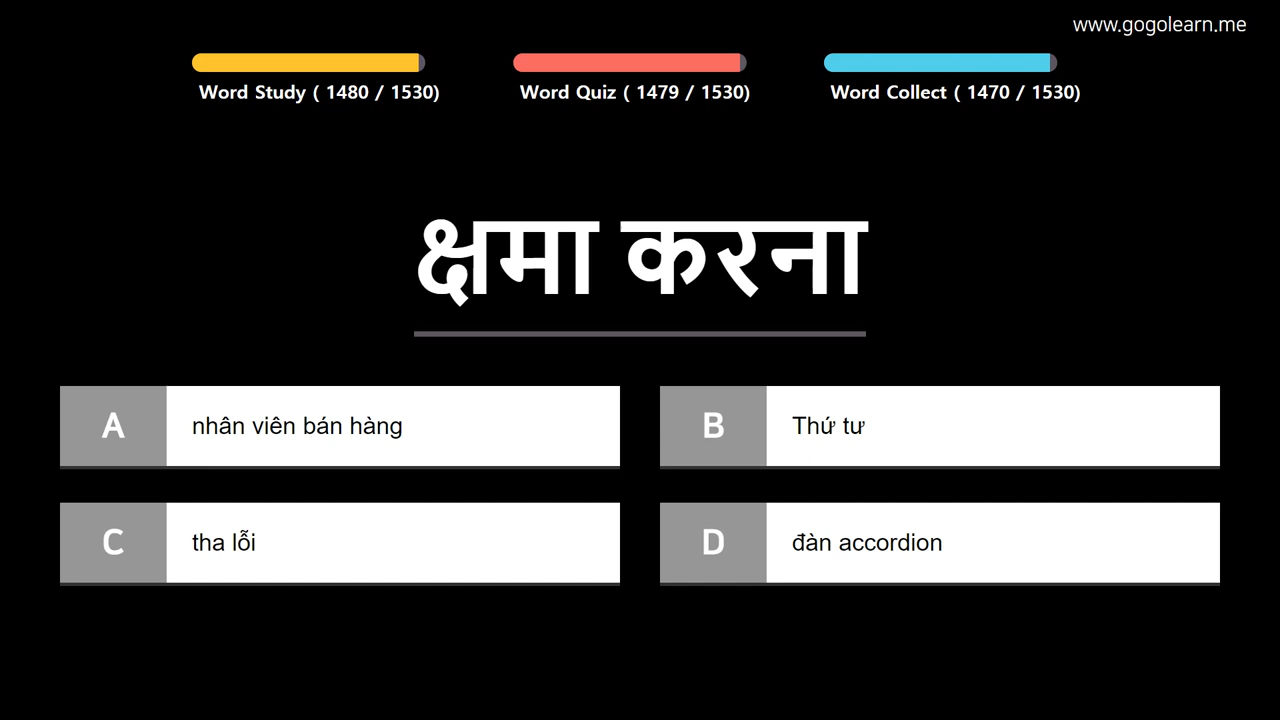 www.gogolearn.me
Word Study ( 1480 / 1530)
Word Quiz ( 1479 / 1530)
Word Collect ( 1470 / 1530)
क्षमा करना
A
nhân viên bán hàng
B
Thứ tư
C
tha lỗi
D
đàn accordion